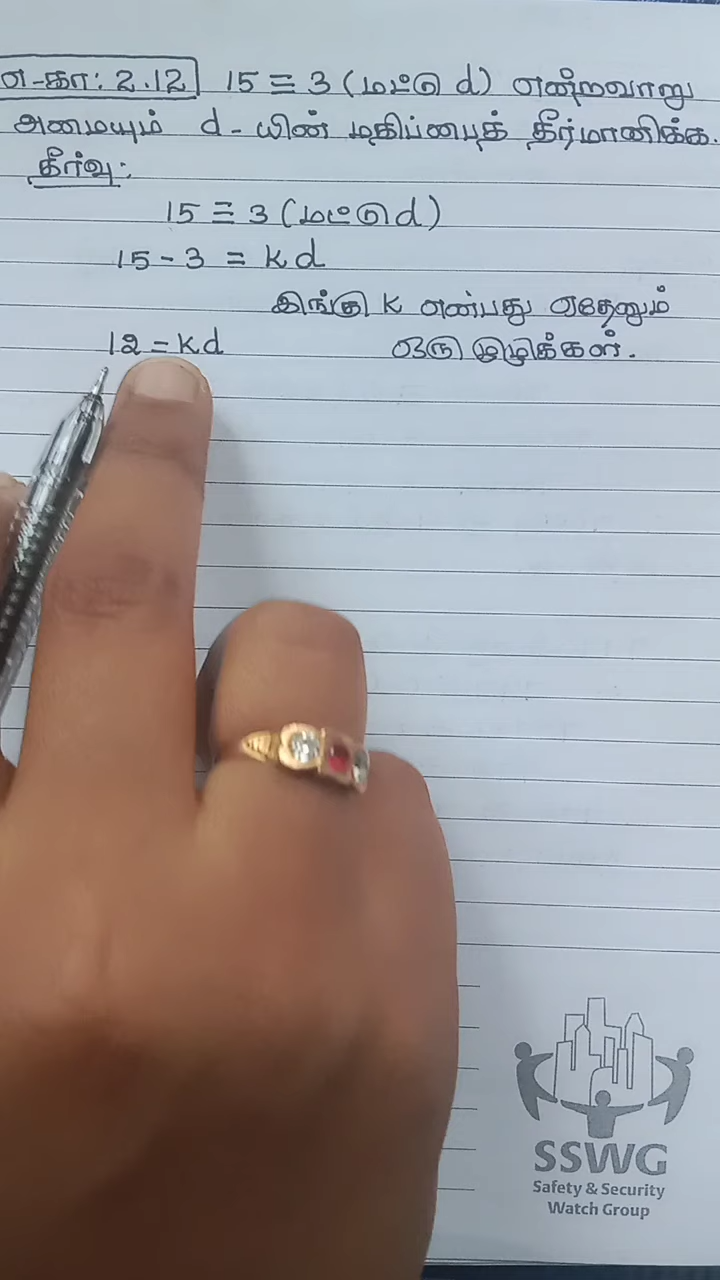 எ-கா: 2.12 15 ≡ 3 (மட்டு d) என்றவாறு
அமையும் d-யின் மதிப்பைத் தீர்மானிக்க.
தீர்வு:
15 ≡ 3 (மட்டு d)
15 - 3 = kd
இங்கு k என்பது ஏதேனும்
12 = kd ஒரு முழுக்கள்.
SSWG
Safety & Security
Watch Group